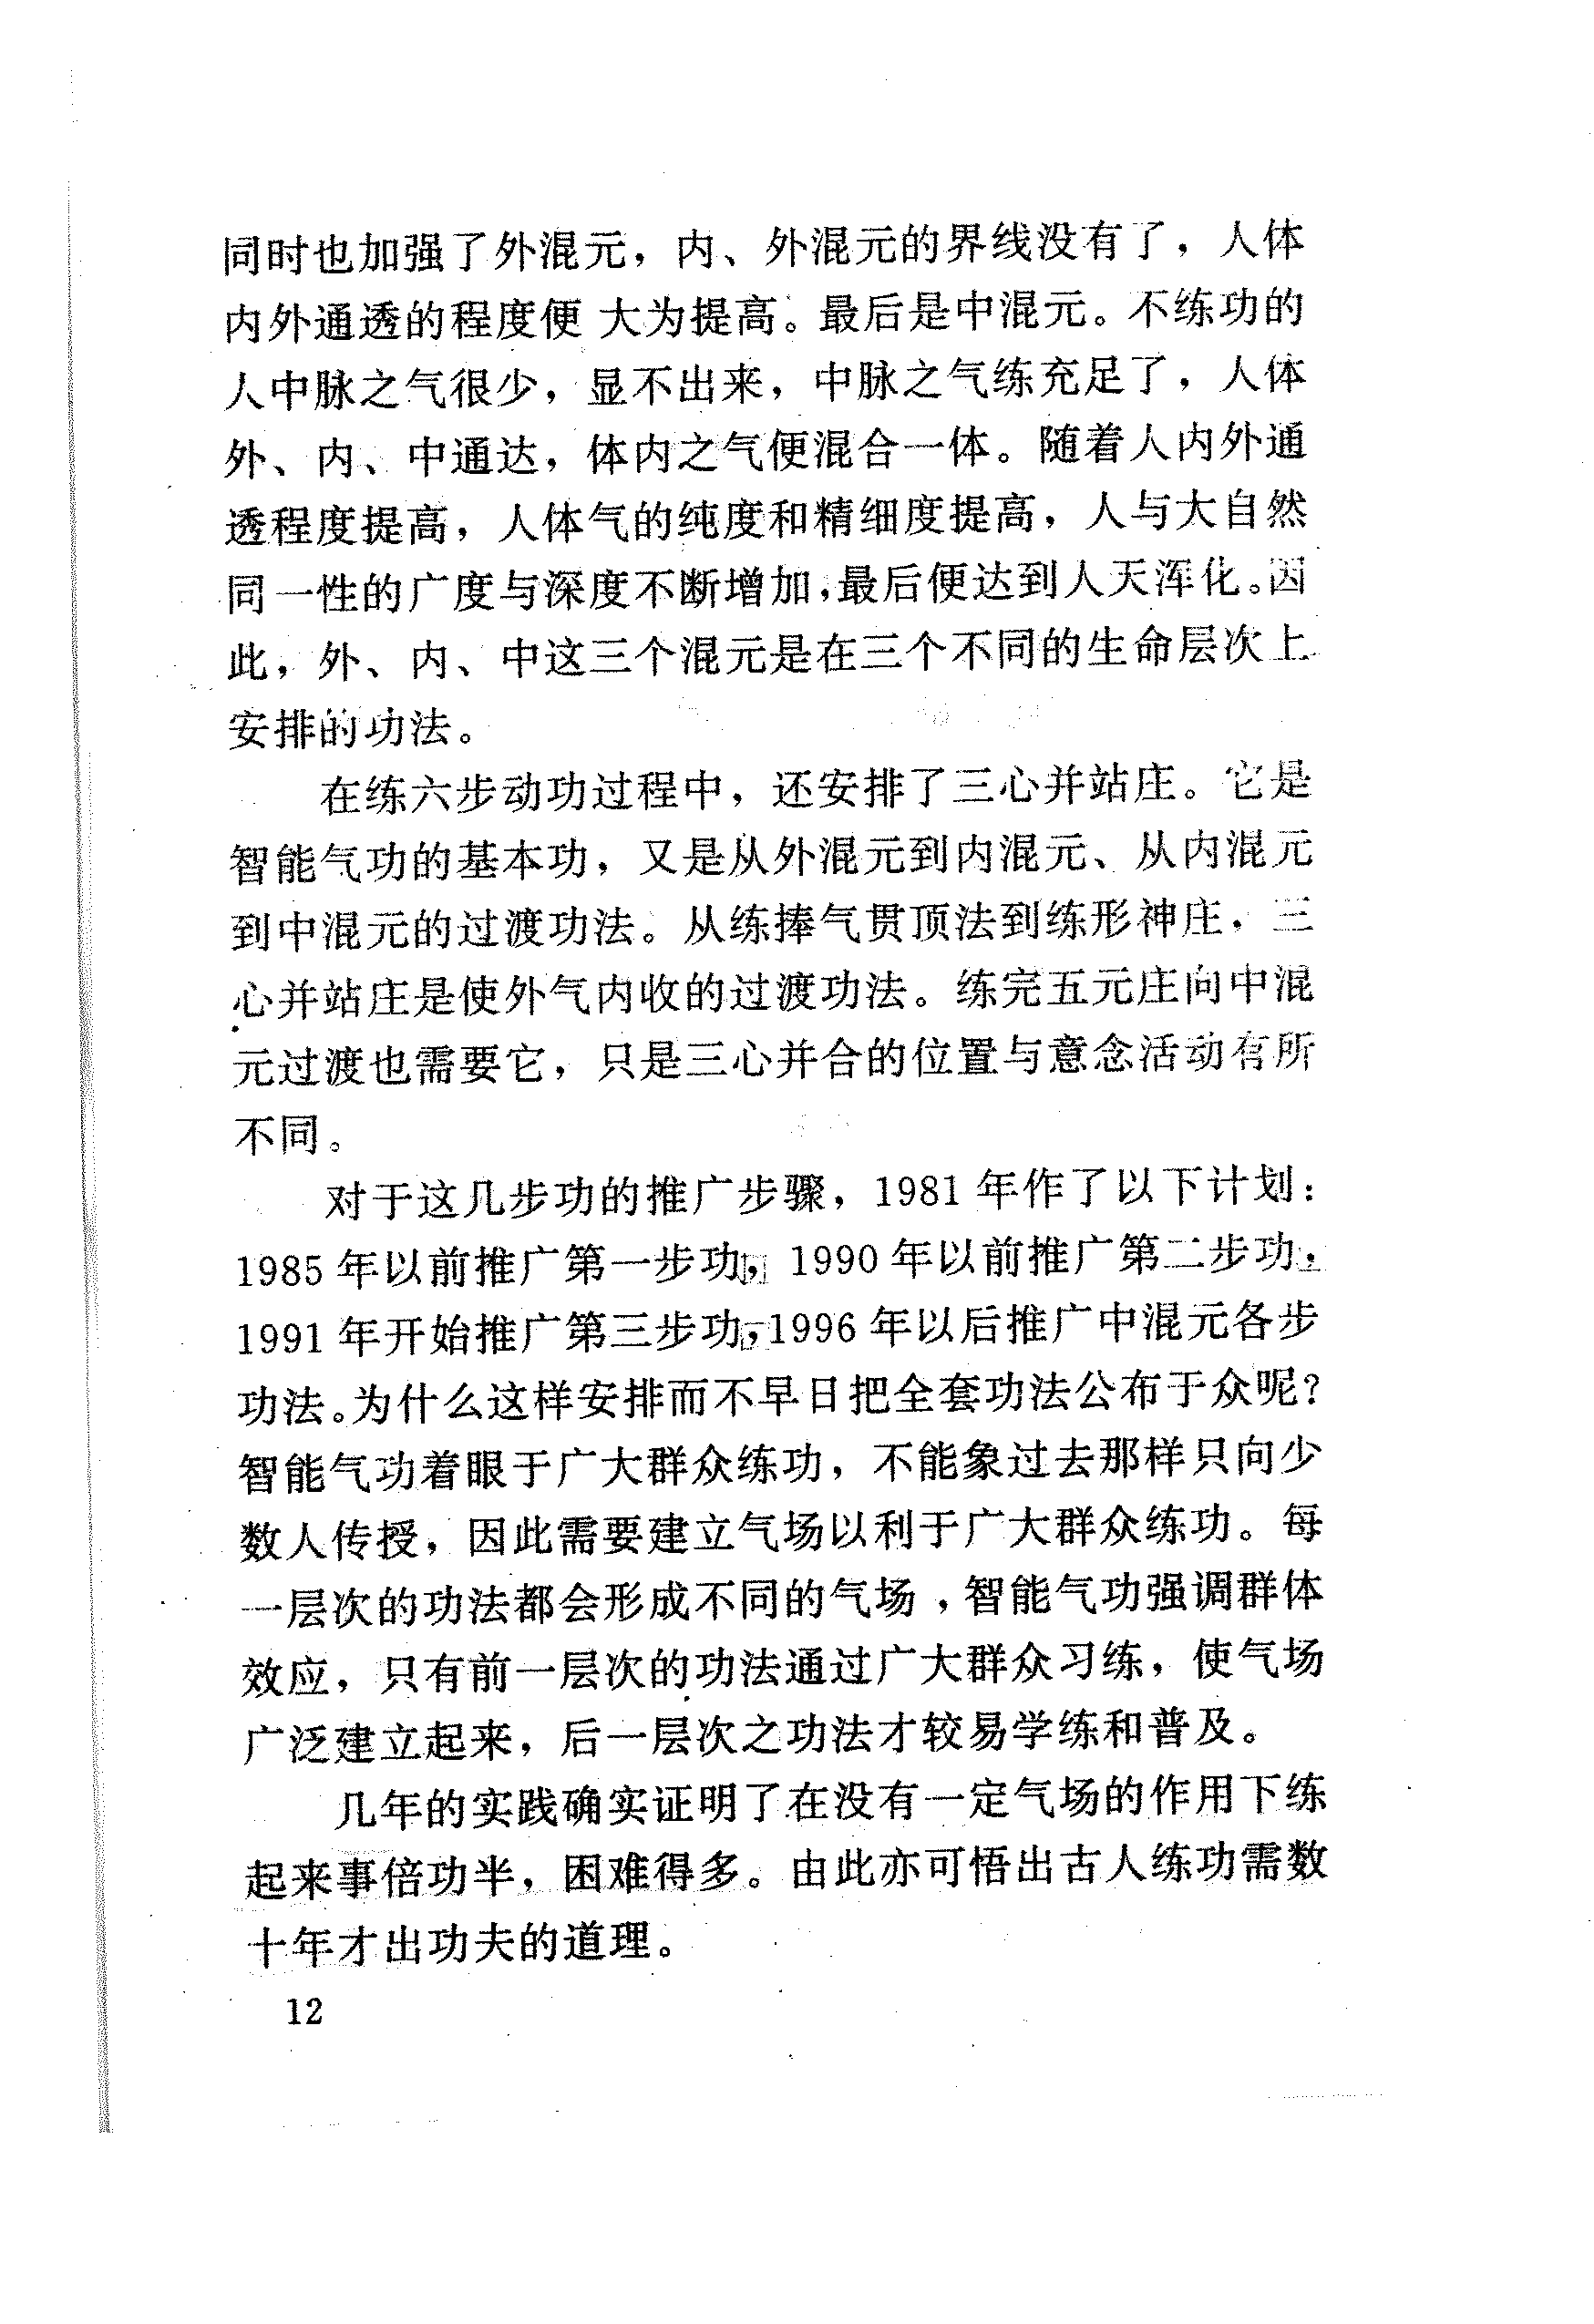 同时也加强了外混元，内、外混元的界线没有了，人体
内外通透的程度便 大为提高。最后是中混元。不练功的
人中脉之气很少，显不出来，中脉之气练充足了，人体
外、内、中通达，体内之气便混合一体。随着人内外通
透程度提高，人体气的纯度和精细度提高，人与大自然
同一性的广度与深度不断增加，最后便达到人天浑化。因
此，外、内、中这三个混元是在三个不同的生命层次上
安排的功法。
在练六步动功过程中，还安排了三心并站庄。它是
智能气功的基本功，又是从外混元到内混元、从内混元
到中混元的过渡功法。从练捧气贯顶法到练形神庄，三
心并站庄是使外气内收的过渡功法。练完五元庄向中混
元过渡也需要它，只是三心并合的位置与意念活动有所
不同。
对于这几步功的推广步骤，1981 年作了以下计划：
1985 年以前推广第一步功，1990 年以前推广第二步功，
1991 年开始推广第三步功，1996 年以后推广中混元各步
功法。为什么这样安排而不早日把全套功法公布于众呢？
智能气功着眼于广大群众练功，不能象过去那样只向少
数人传授，因此需要建立气场以利于广大群众练功。每
一层次的功法都会形成不同的气场，智能气功强调群体
效应，只有前一层次的功法通过广大群众习练，使气场
广泛建立起来，后一层次之功法才较易学练和普及。
几年的实践确实证明了在没有一定气场的作用下练
起来事倍功半，困难得多。由此亦可悟出古人练功需数
十年才出功夫的道理。
12